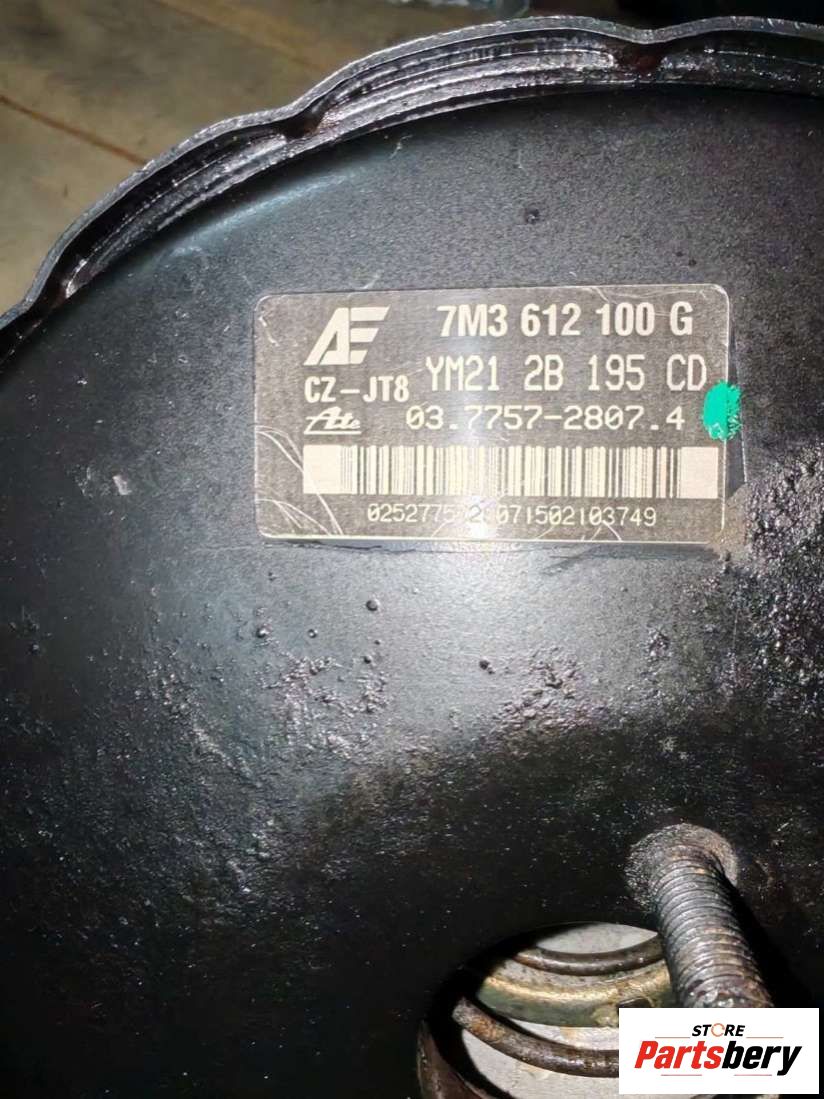 AE 7M3 612 100 G
CZ-JT8 YM21 2B 195 CD
Ate 03.7757-2807.4
STORE
Partsbery